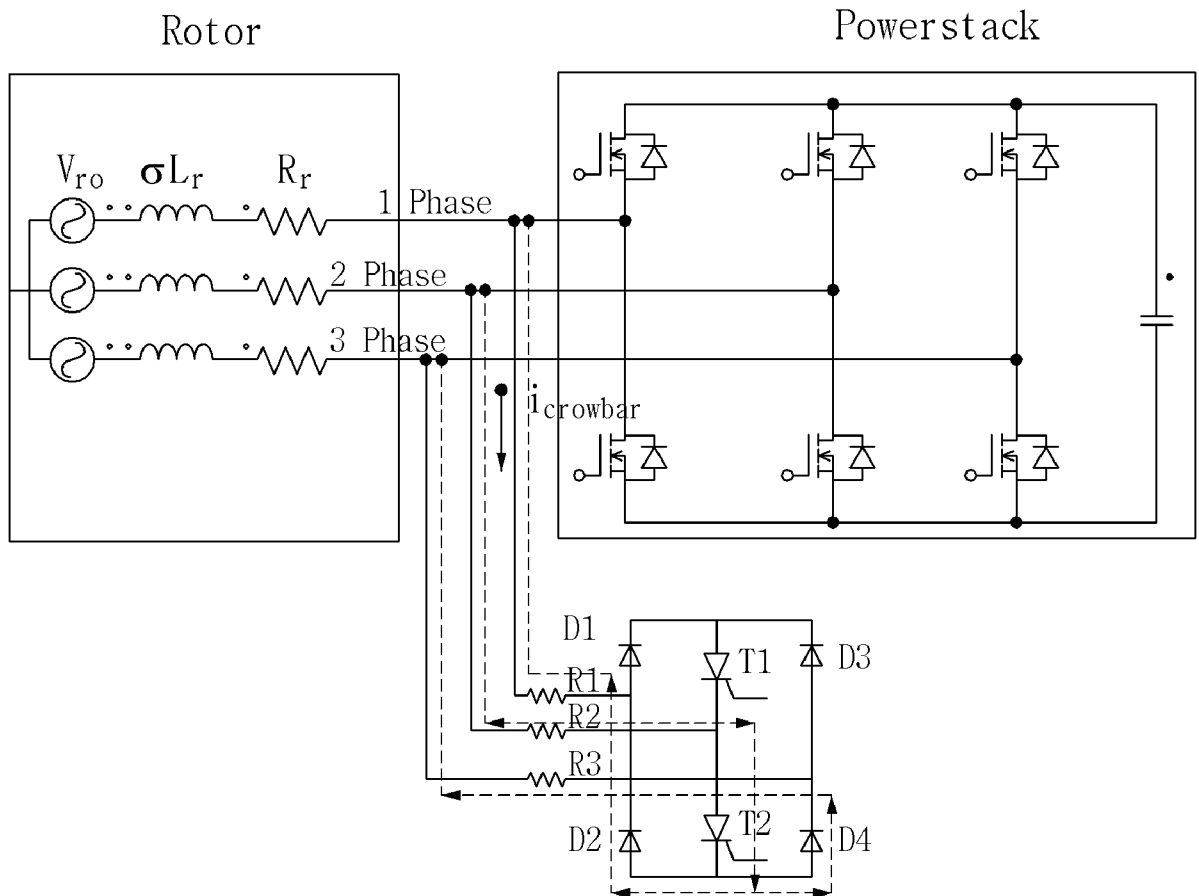 Rotor
Powerstack
Vro
σLr
Rr
1 Phase
2 Phase
3 Phase
icrowbar
D1
T1
D3
R1
R2
R3
D2
T2
D4